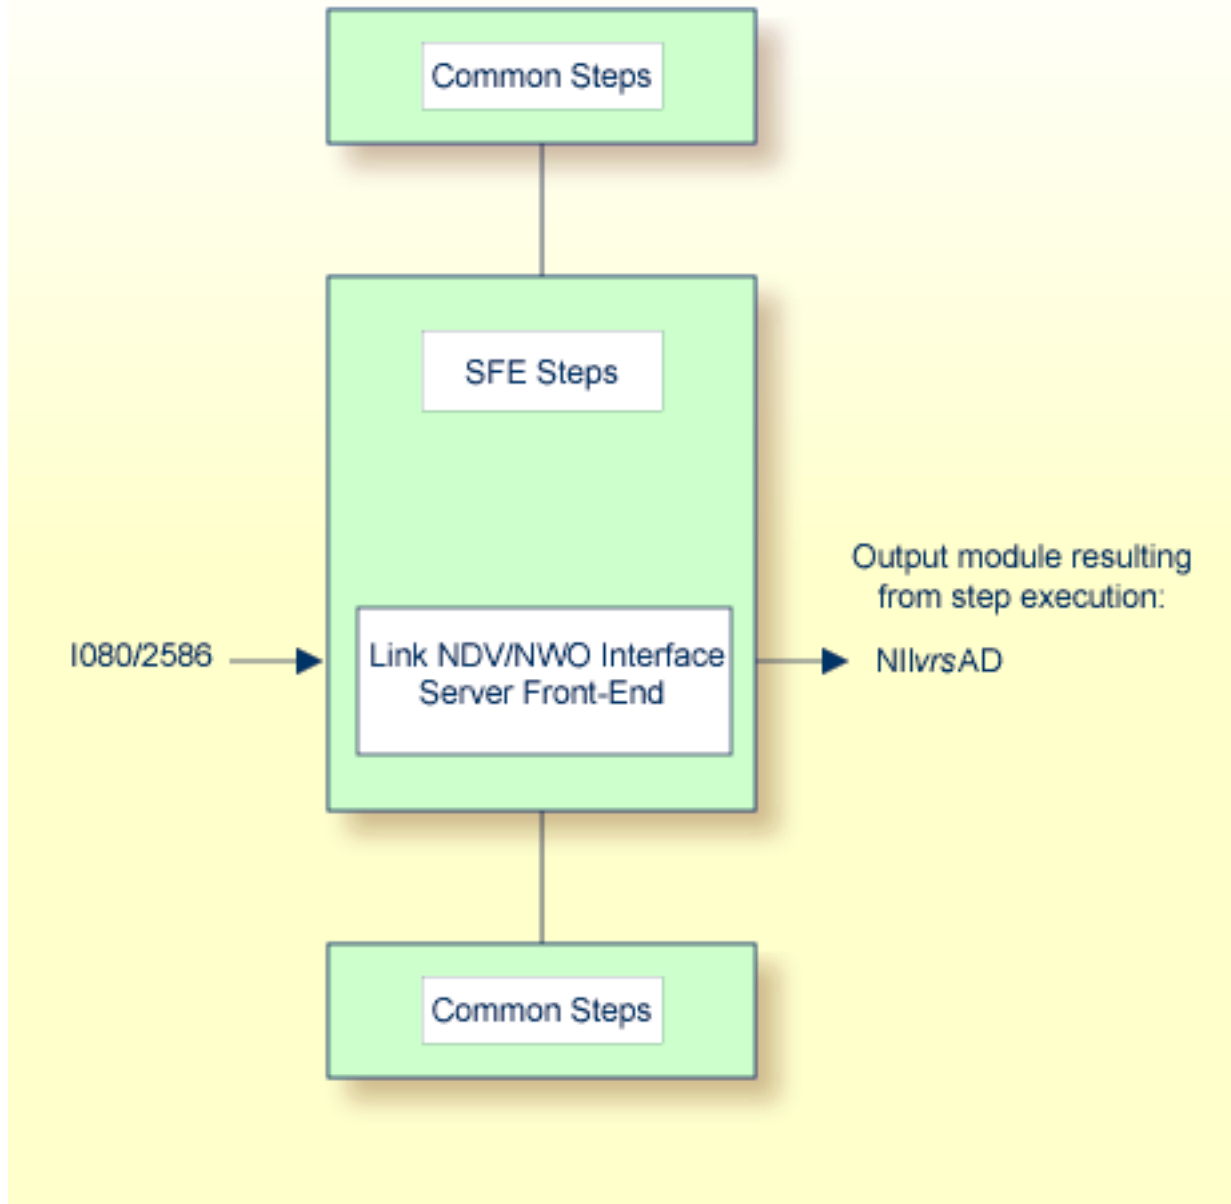 Common Steps
SFE Steps
Output module resulting
from step execution:
I080/2586
Link NDV/NWO Interface
Server Front-End
NIIvrsAD
Common Steps